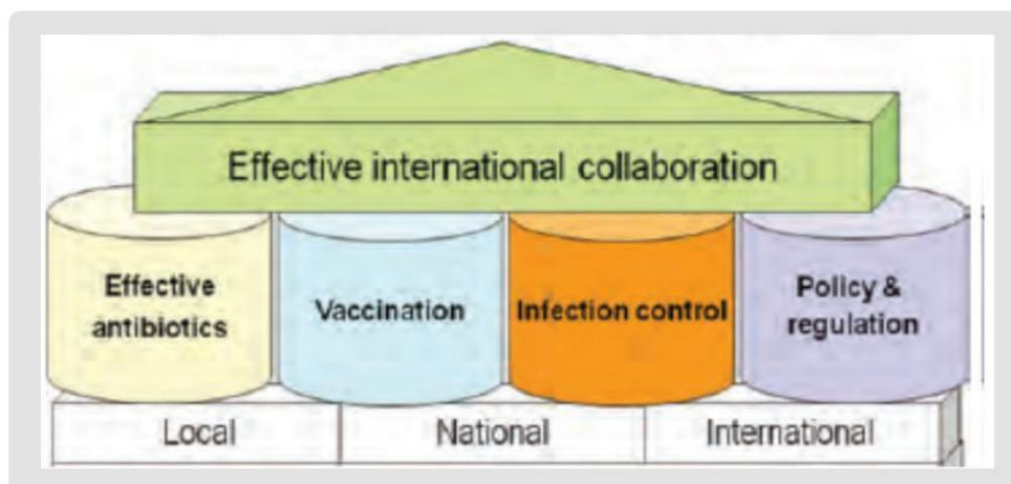 Effective international collaboration
Effective
antibiotics
Vaccination
Infection control
Policy &
regulation
Local
National
International